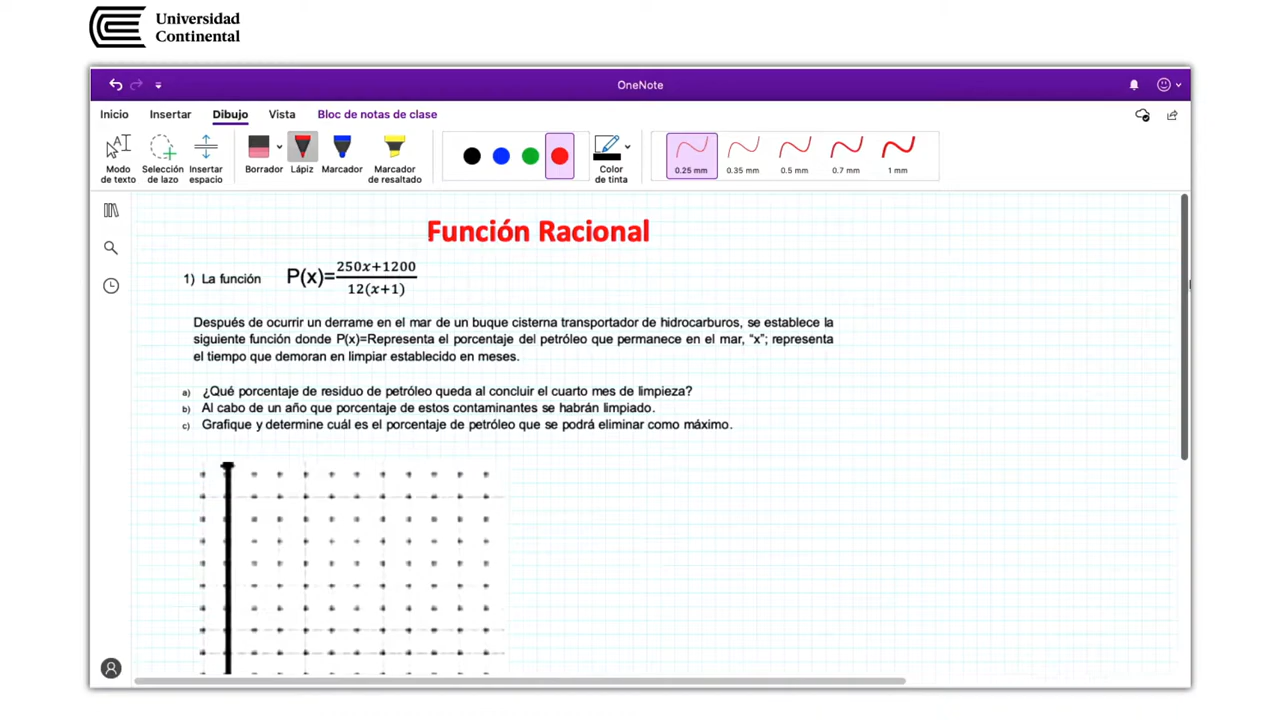 Universidad
Continental
OneNote
Inicio Insertar Dibujo Vista Bloc de notas de clase
Modo de texto
Selección de lazo
Insertar espacio
Borrador
Lápiz
Marcador
Marcador de resaltado
Color de tinta
0.25 mm 0.35 mm 0.5 mm 0.7 mm 1 mm
Función Racional
1) La función P(x)=250x+1200/12(x+1)
Después de ocurrir un derrame en el mar de un buque cisterna transportador de hidrocarburos, se establece la
siguiente función donde P(x)=Representa el porcentaje del petróleo que permanece en el mar, “x”; representa
el tiempo que demoran en limpiar establecido en meses.
a) ¿Qué porcentaje de residuo de petróleo queda al concluir el cuarto mes de limpieza?
b) Al cabo de un año que porcentaje de estos contaminantes se habrán limpiado.
c) Grafique y determine cuál es el porcentaje de petróleo que se podrá eliminar como máximo.